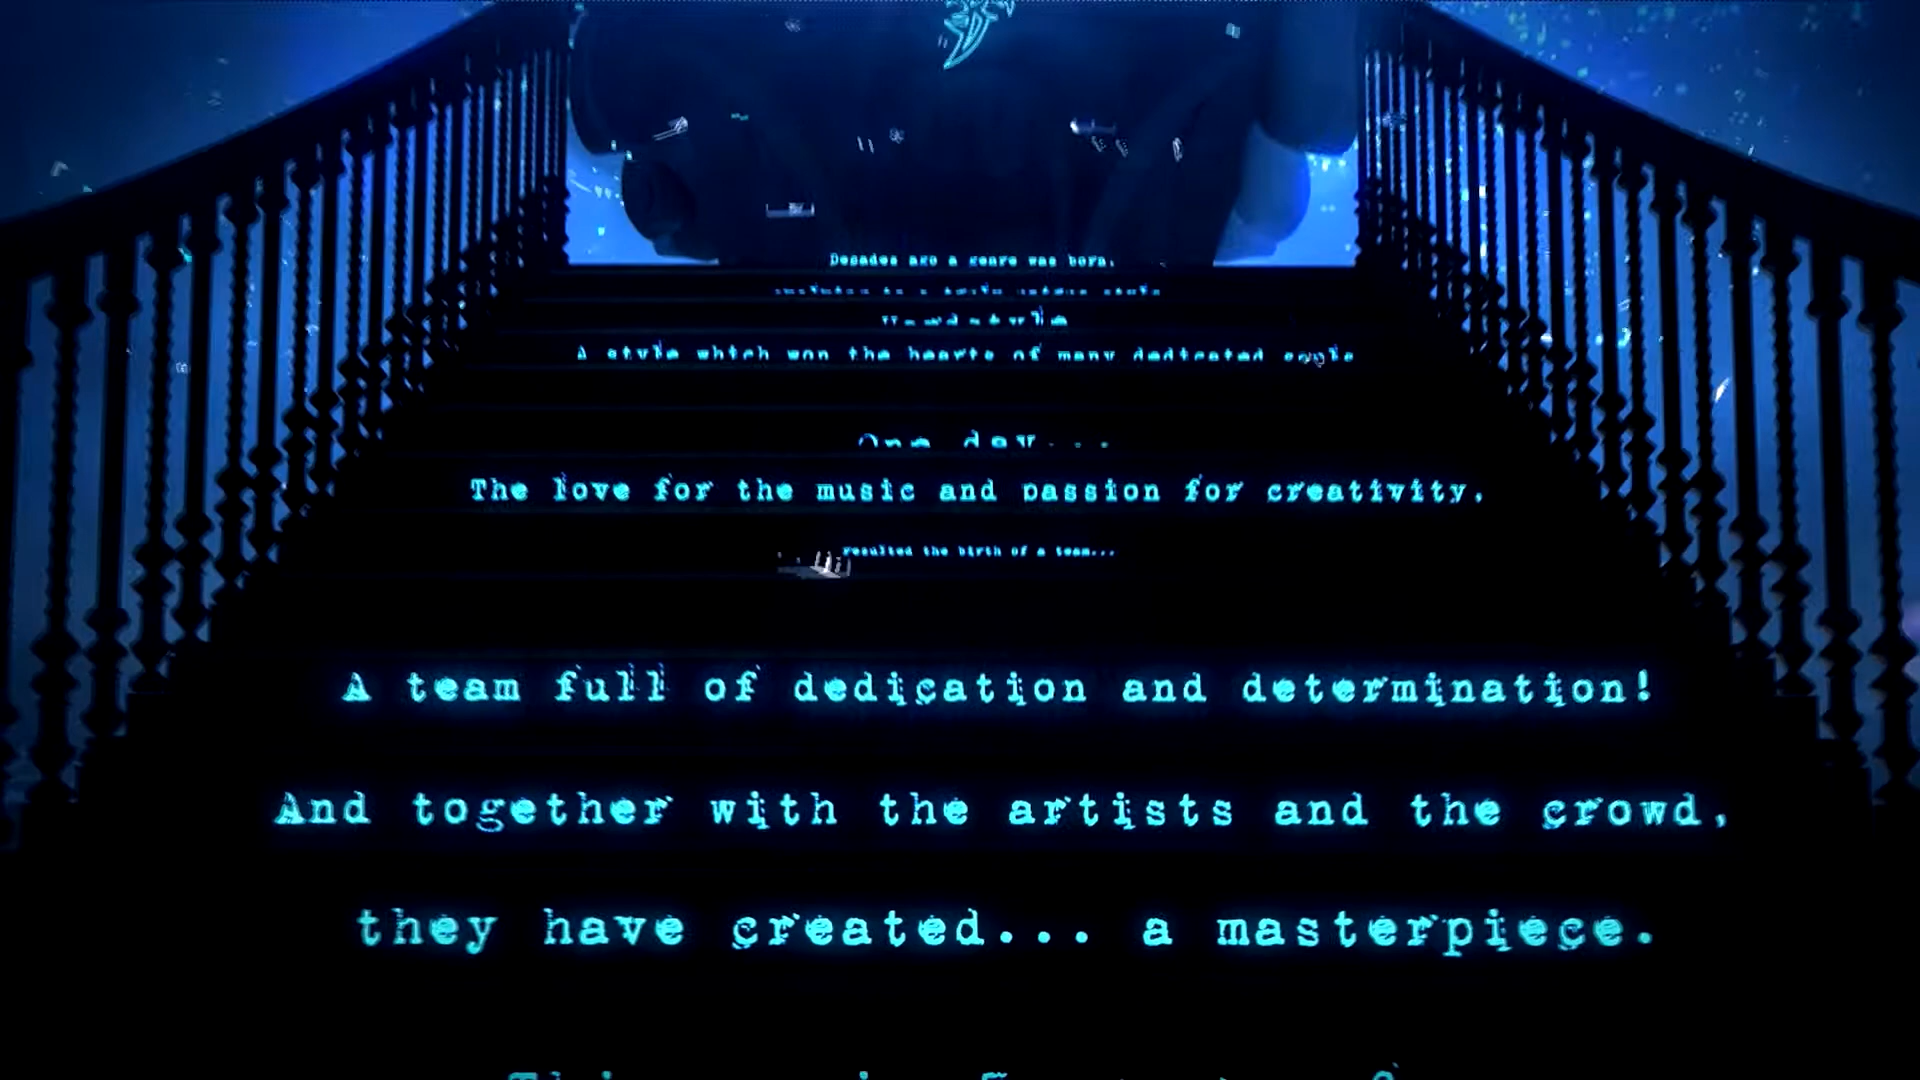 Decades ago a genre was born,
Hardstyle
A style which won the hearts of many dedicated souls
One day...
The love for the music and passion for creativity,
resulted the birth of a team...
A team full of dedication and determination!
And together with the artists and the crowd,
they have created... a masterpiece.